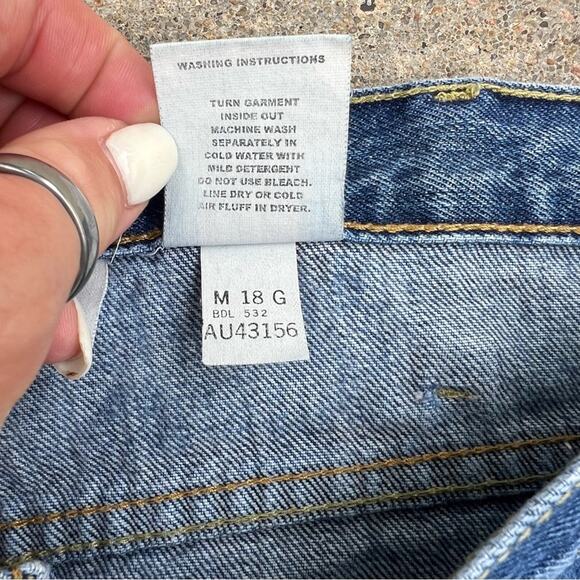 WASHING INSTRUCTIONS
TURN GARMENT
INSIDE OUT
MACHINE WASH
SEPARATELY IN
COLD WATER WITH
MILD DETERGENT
DO NOT USE BLEACH.
LINE DRY OR COLD
AIR FLUFF IN DRYER.
M 18 G
BDL 532
AU43156